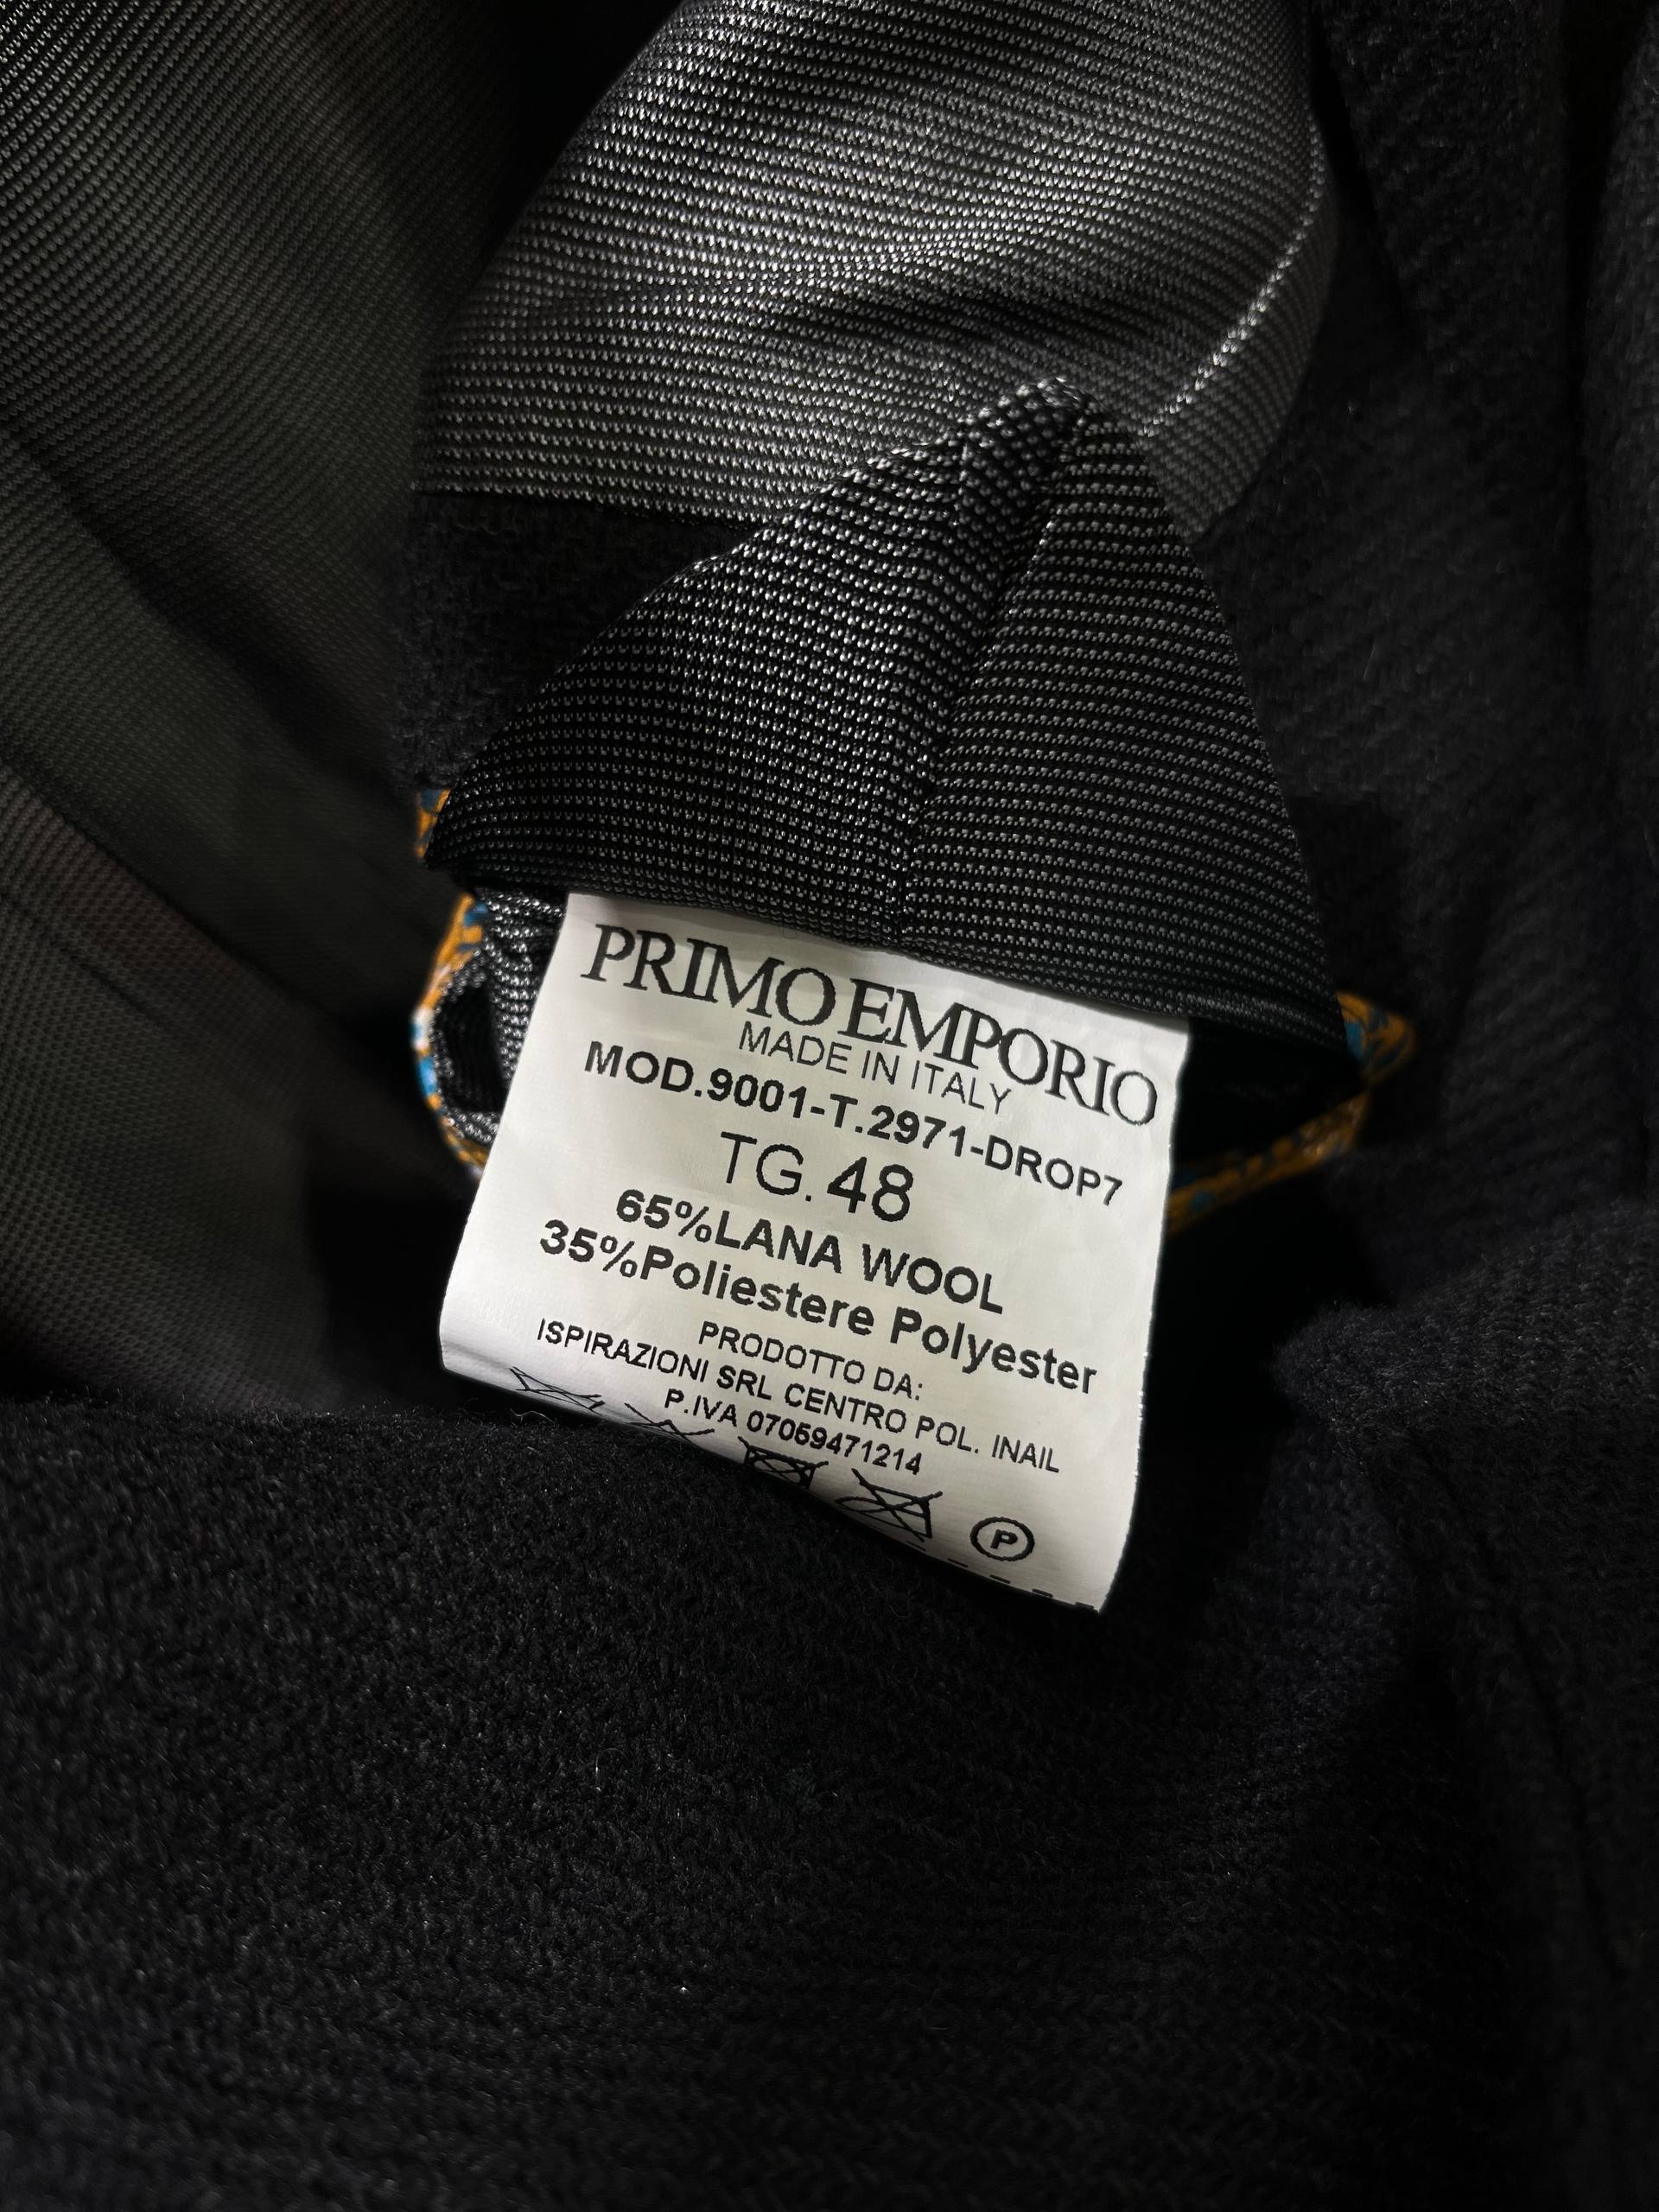 PRIMO EMPORIO
MADE IN ITALY
MOD.9001-T.2971-DROP7
TG. 48
65%LANA WOOL
35%Poliestere Polyester
PRODOTTO DA:
ISPIRAZIONI SRL CENTRO POL. INAIL
P.IVA 07059471214
P